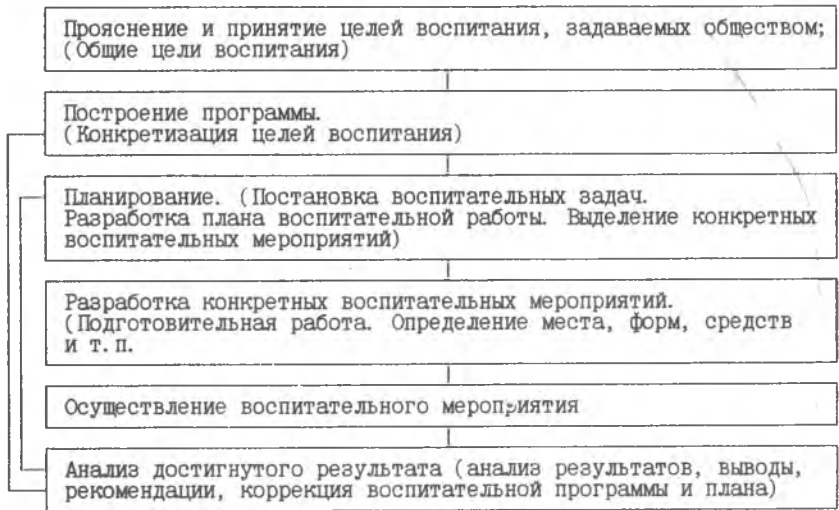 Прояснение и принятие целей воспитания, задаваемых обществом;
(Общие цели воспитания)
Построение программы.
(Конкретизация целей воспитания)
Планирование. (Постановка воспитательных задач.
Разработка плана воспитательной работы. Выделение конкретных
воспитательных мероприятий)
Разработка конкретных воспитательных мероприятий.
(Подготовительная работа. Определение места, форм, средств
и т.п.
Осуществление воспитательного мероприятия
Анализ достигнутого результата (анализ результатов, выводы,
рекомендации, коррекция воспитательной программы и плана)